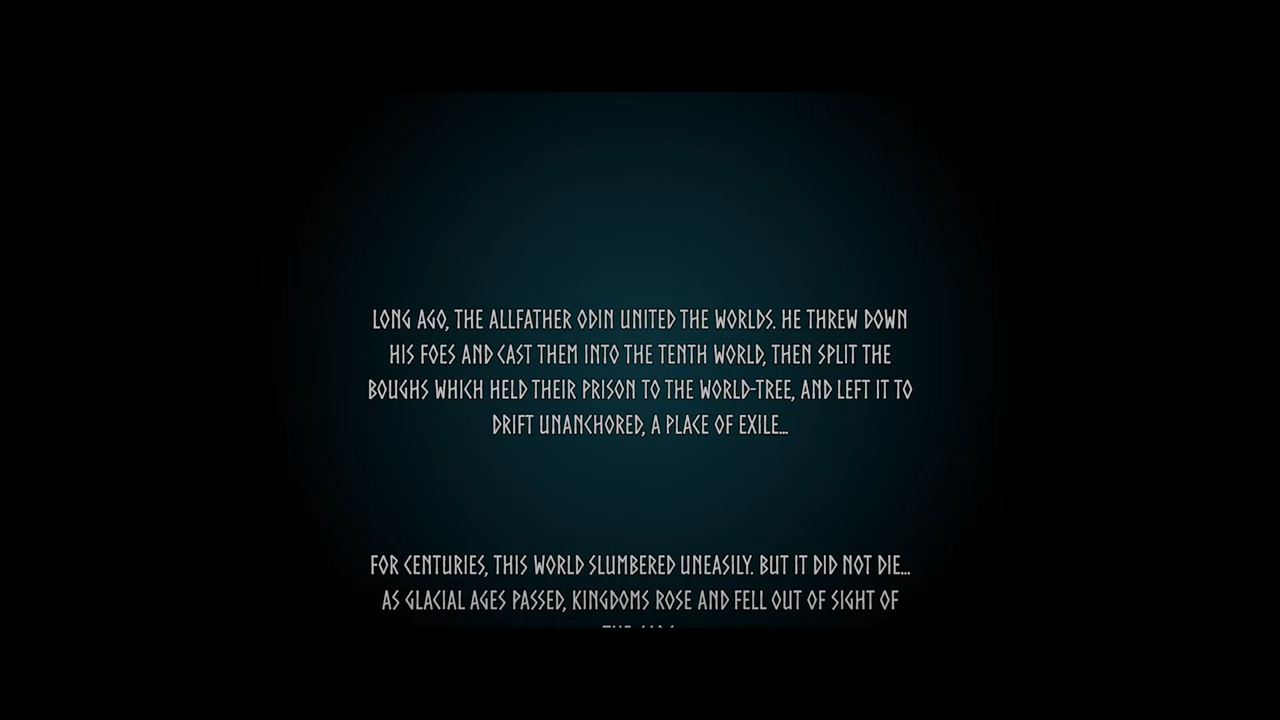 LONG AGO, THE ALLFATHER ODIN UNITED THE WORLDS. HE THREW DOWN
HIS FOES AND CAST THEM INTO THE TENTH WORLD, THEN SPLIT THE
BOUGHS WHICH HELD THEIR PRISON TO THE WORLD-TREE, AND LEFT IT TO
DRIFT UNANCHORED, A PLACE OF EXILE...
FOR CENTURIES, THIS WORLD SLUMBERED UNEASILY. BUT IT DID NOT DIE...
AS GLACIAL AGES PASSED, KINGDOMS ROSE AND FELL OUT OF SIGHT OF